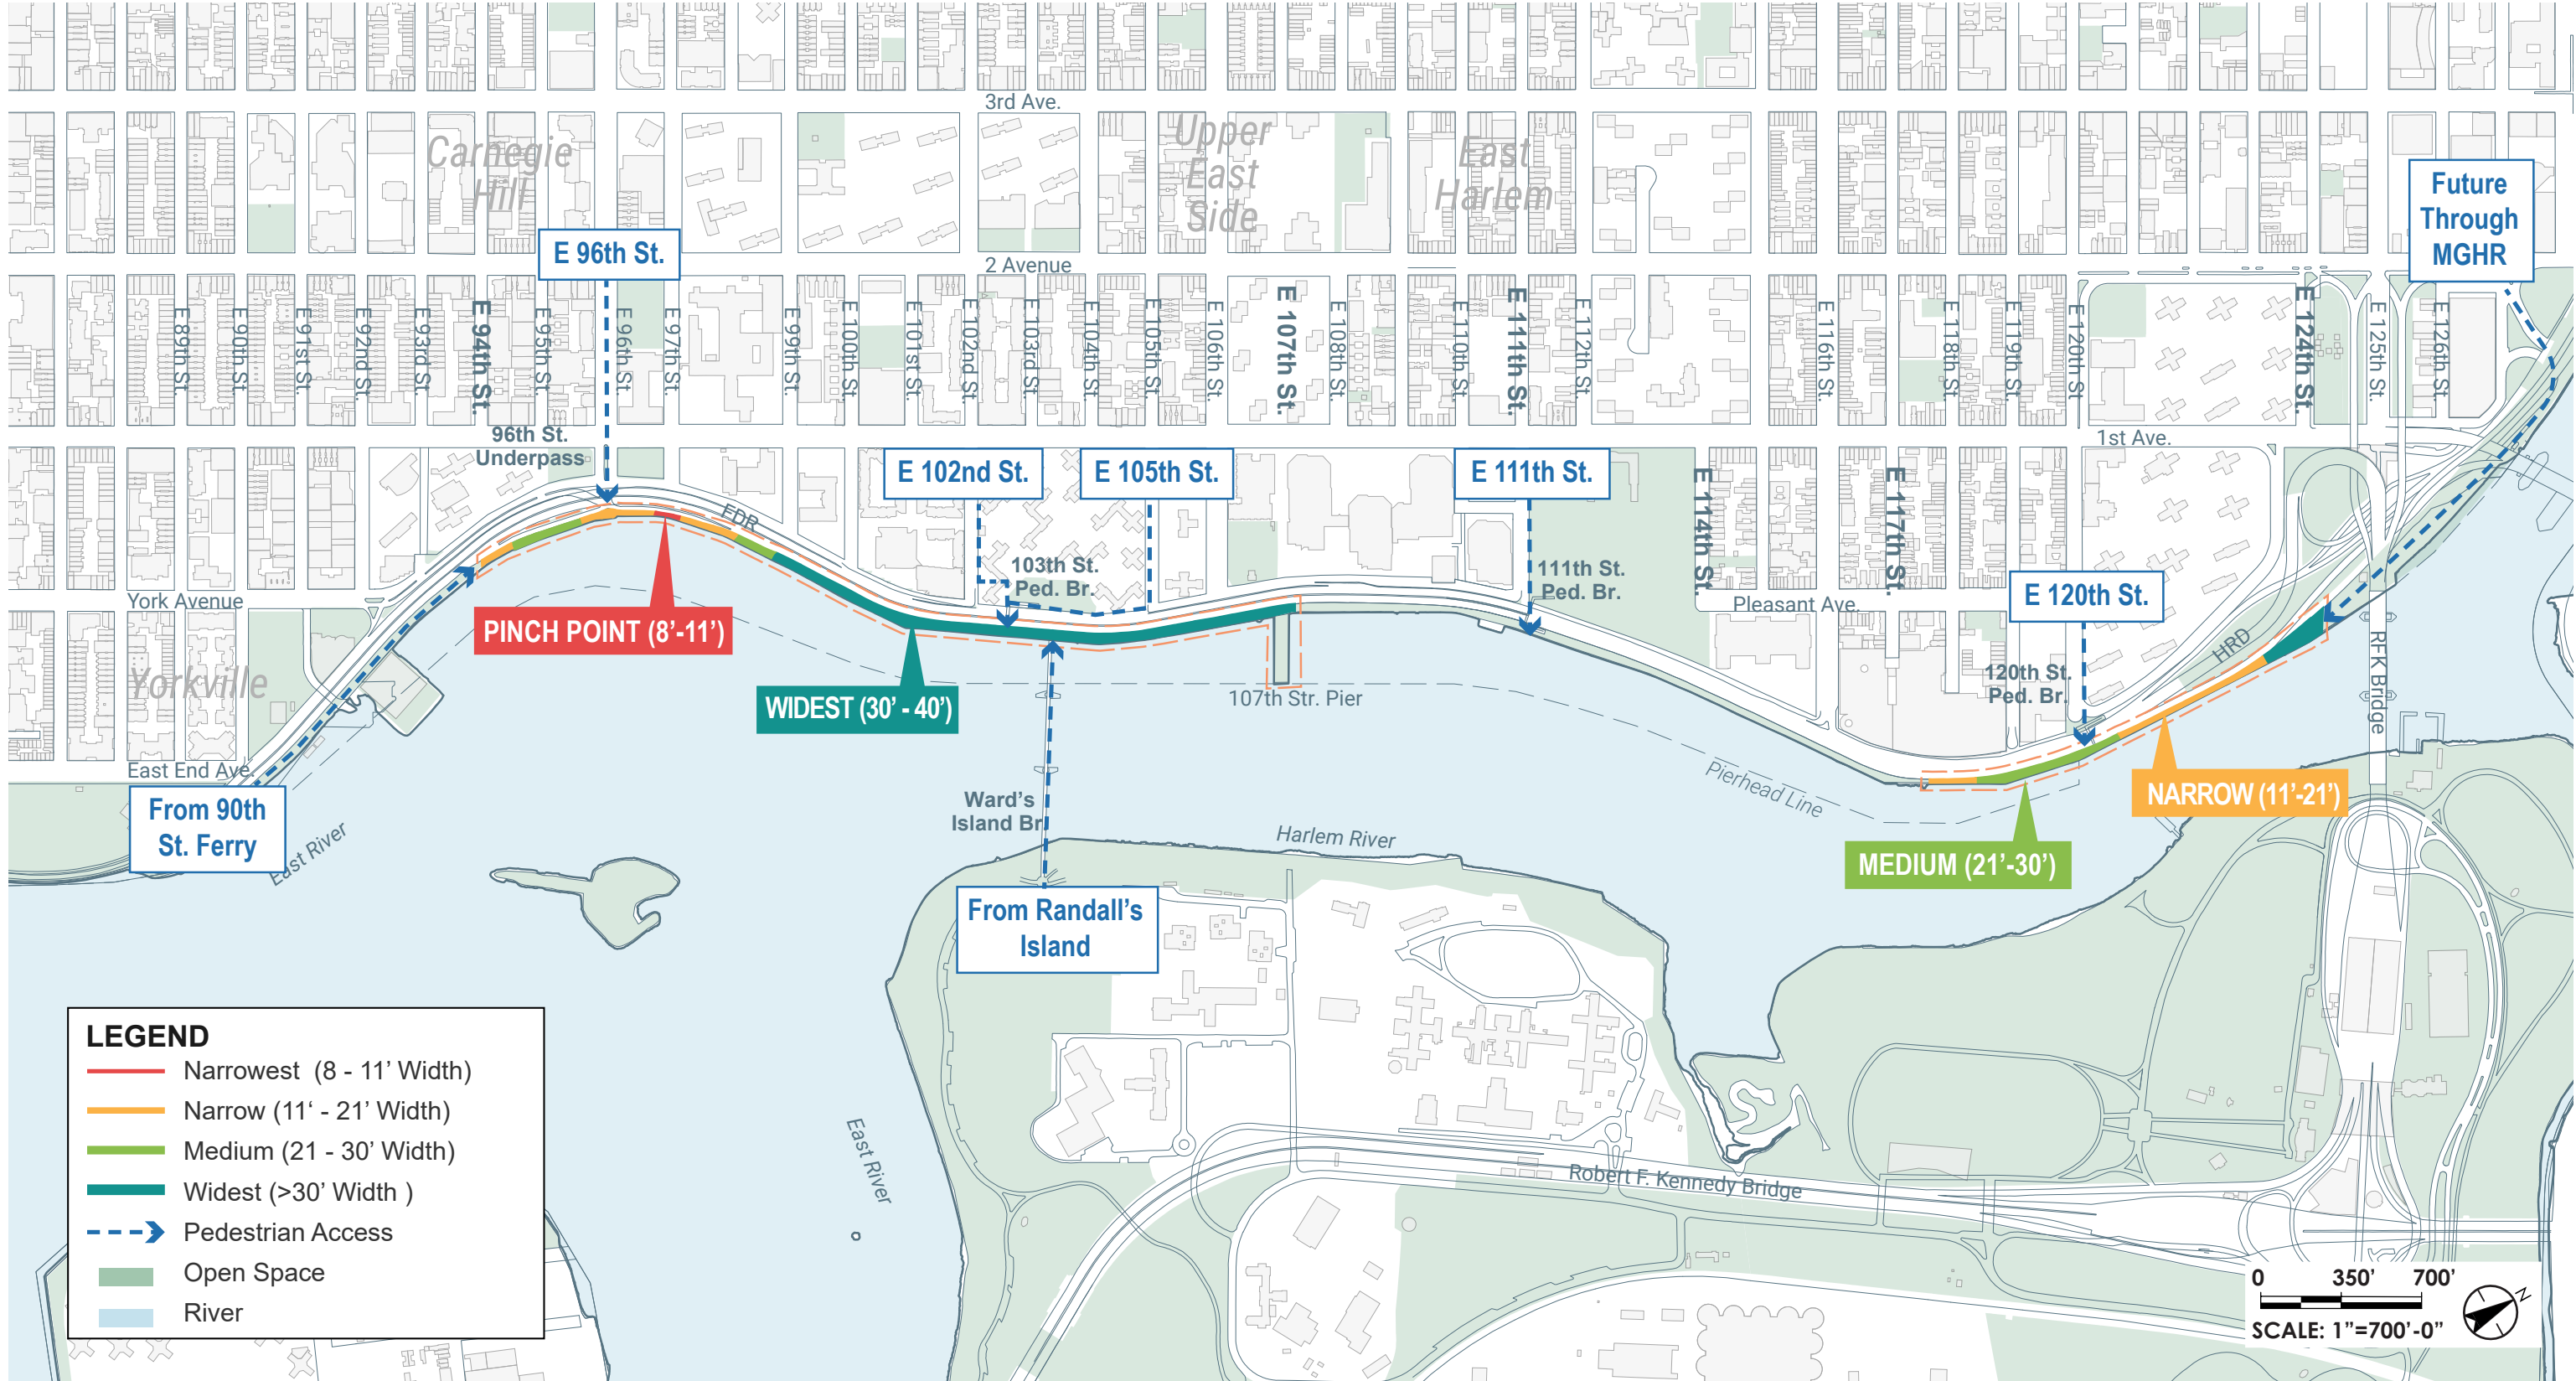 3rd Ave.
Carnegie
Hill
Upper
East
Side
East
Harlem
Future
Through
MGHR
E 96th St.
2 Avenue
E 89th St.
E 90th St.
E 91st St.
E 92nd St.
E 93rd St.
E 94th St.
E 95th St.
E 96th St.
E 97th St.
E 99th St.
E 100th St.
E 101st St.
E 102nd St.
E 103rd St.
E 104th St.
E 105th St.
E 106th St.
E 107th St.
E 108th St.
E 110th St.
E 111th St.
E 112th St.
E 116th St.
E 118th St.
E 119th St.
E 120th St.
E 124th St.
E 125th St.
E 126th St.
96th St.
Underpass
1st Ave.
E 102nd St.
E 105th St.
E 111th St.
E 114th St.
E 117th St.
FDR
103th St.
Ped. Br.
111th St.
Ped. Br.
York Avenue
Pleasant Ave.
E 120th St.
PINCH POINT (8’-11’)
HRD
RFK Bridge
Yorkville
120th St.
Ped. Br.
WIDEST (30’ - 40’)
107th Str. Pier
East End Ave.
Pierhead Line
NARROW (11’-21’)
From 90th
St. Ferry
East River
Ward’s
Island Br
Harlem River
MEDIUM (21’-30’)
From Randall’s
Island
LEGEND
Narrowest (8 - 11’ Width)
Narrow (11‘ - 21’ Width)
Medium (21 - 30’ Width)
Widest (>30’ Width )
Pedestrian Access
Open Space
River
East River
Robert F. Kennedy Bridge
0 350’ 700’
N
SCALE: 1”=700’-0”